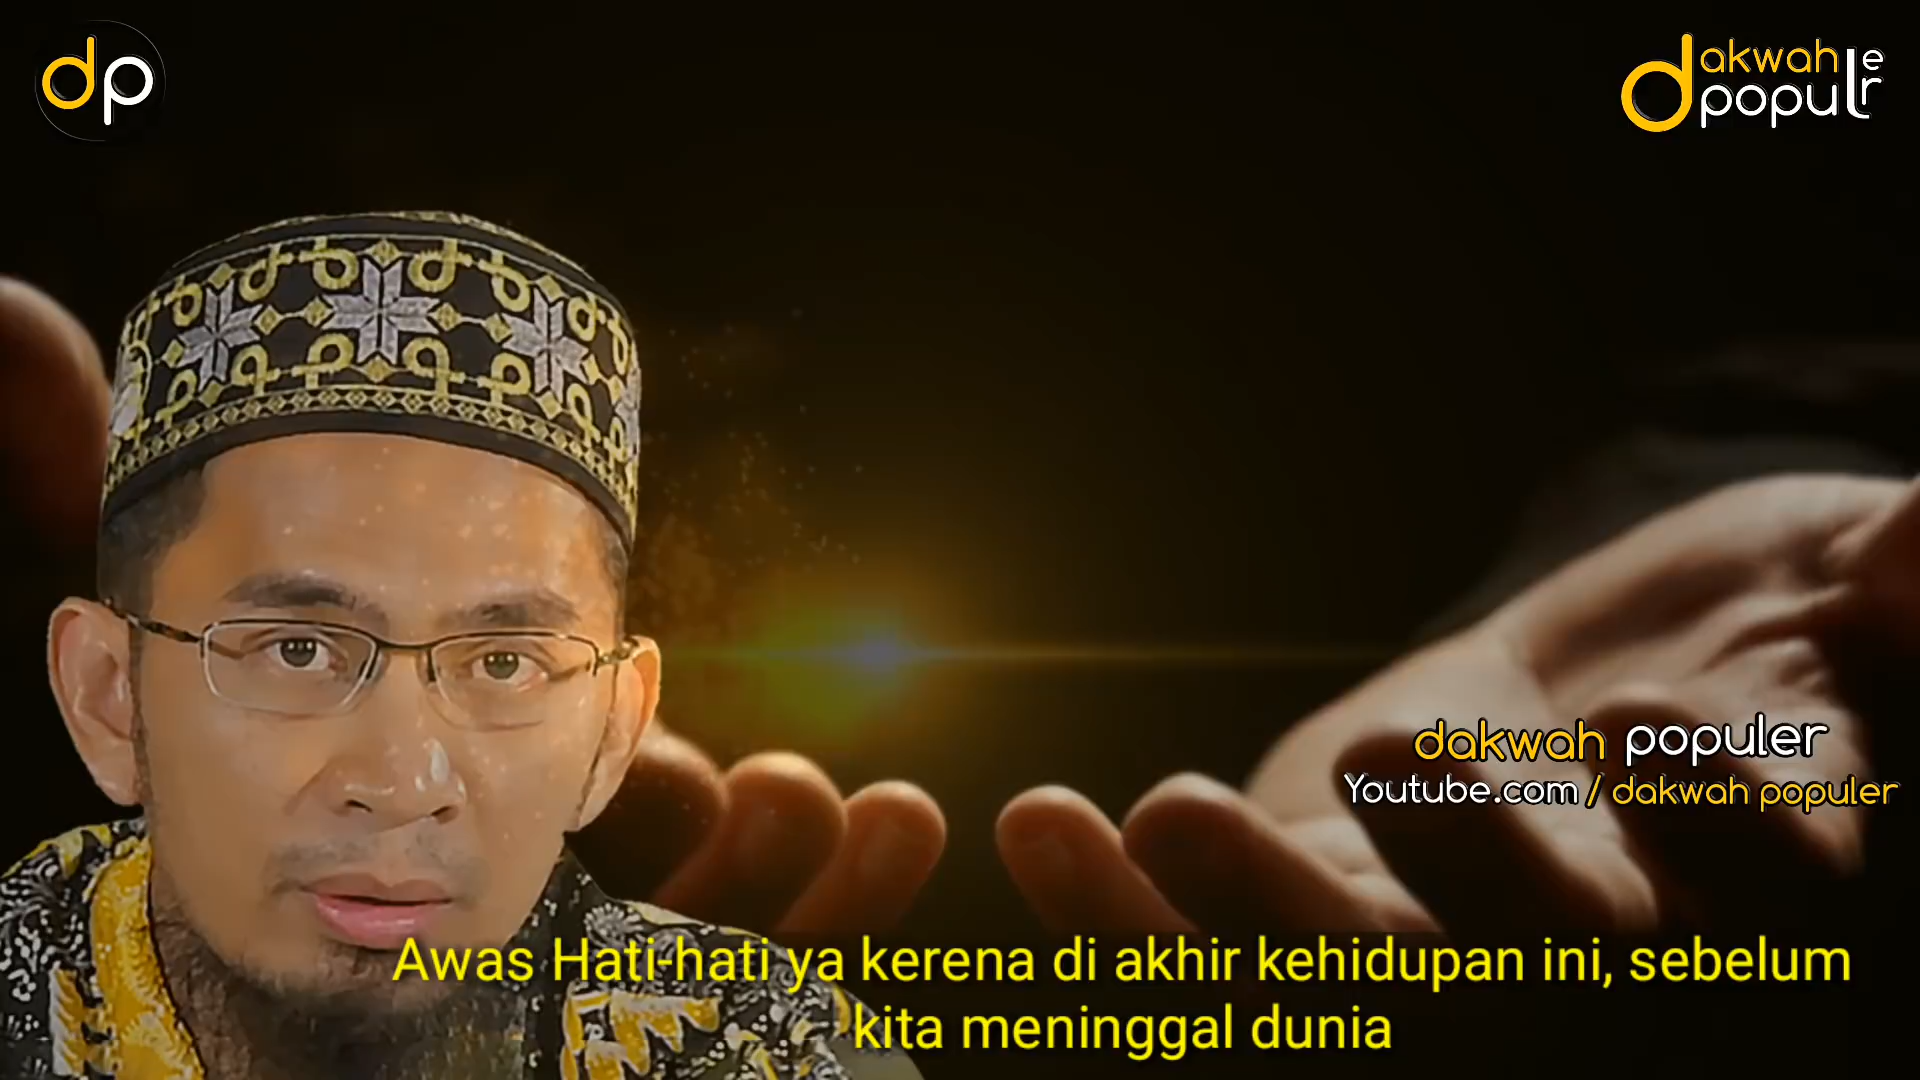 dp
dakwah
populer
dakwah populer
Youtube.com / dakwah populer
Awas Hati-hati ya kerena di akhir kehidupan ini, sebelum
kita meninggal dunia